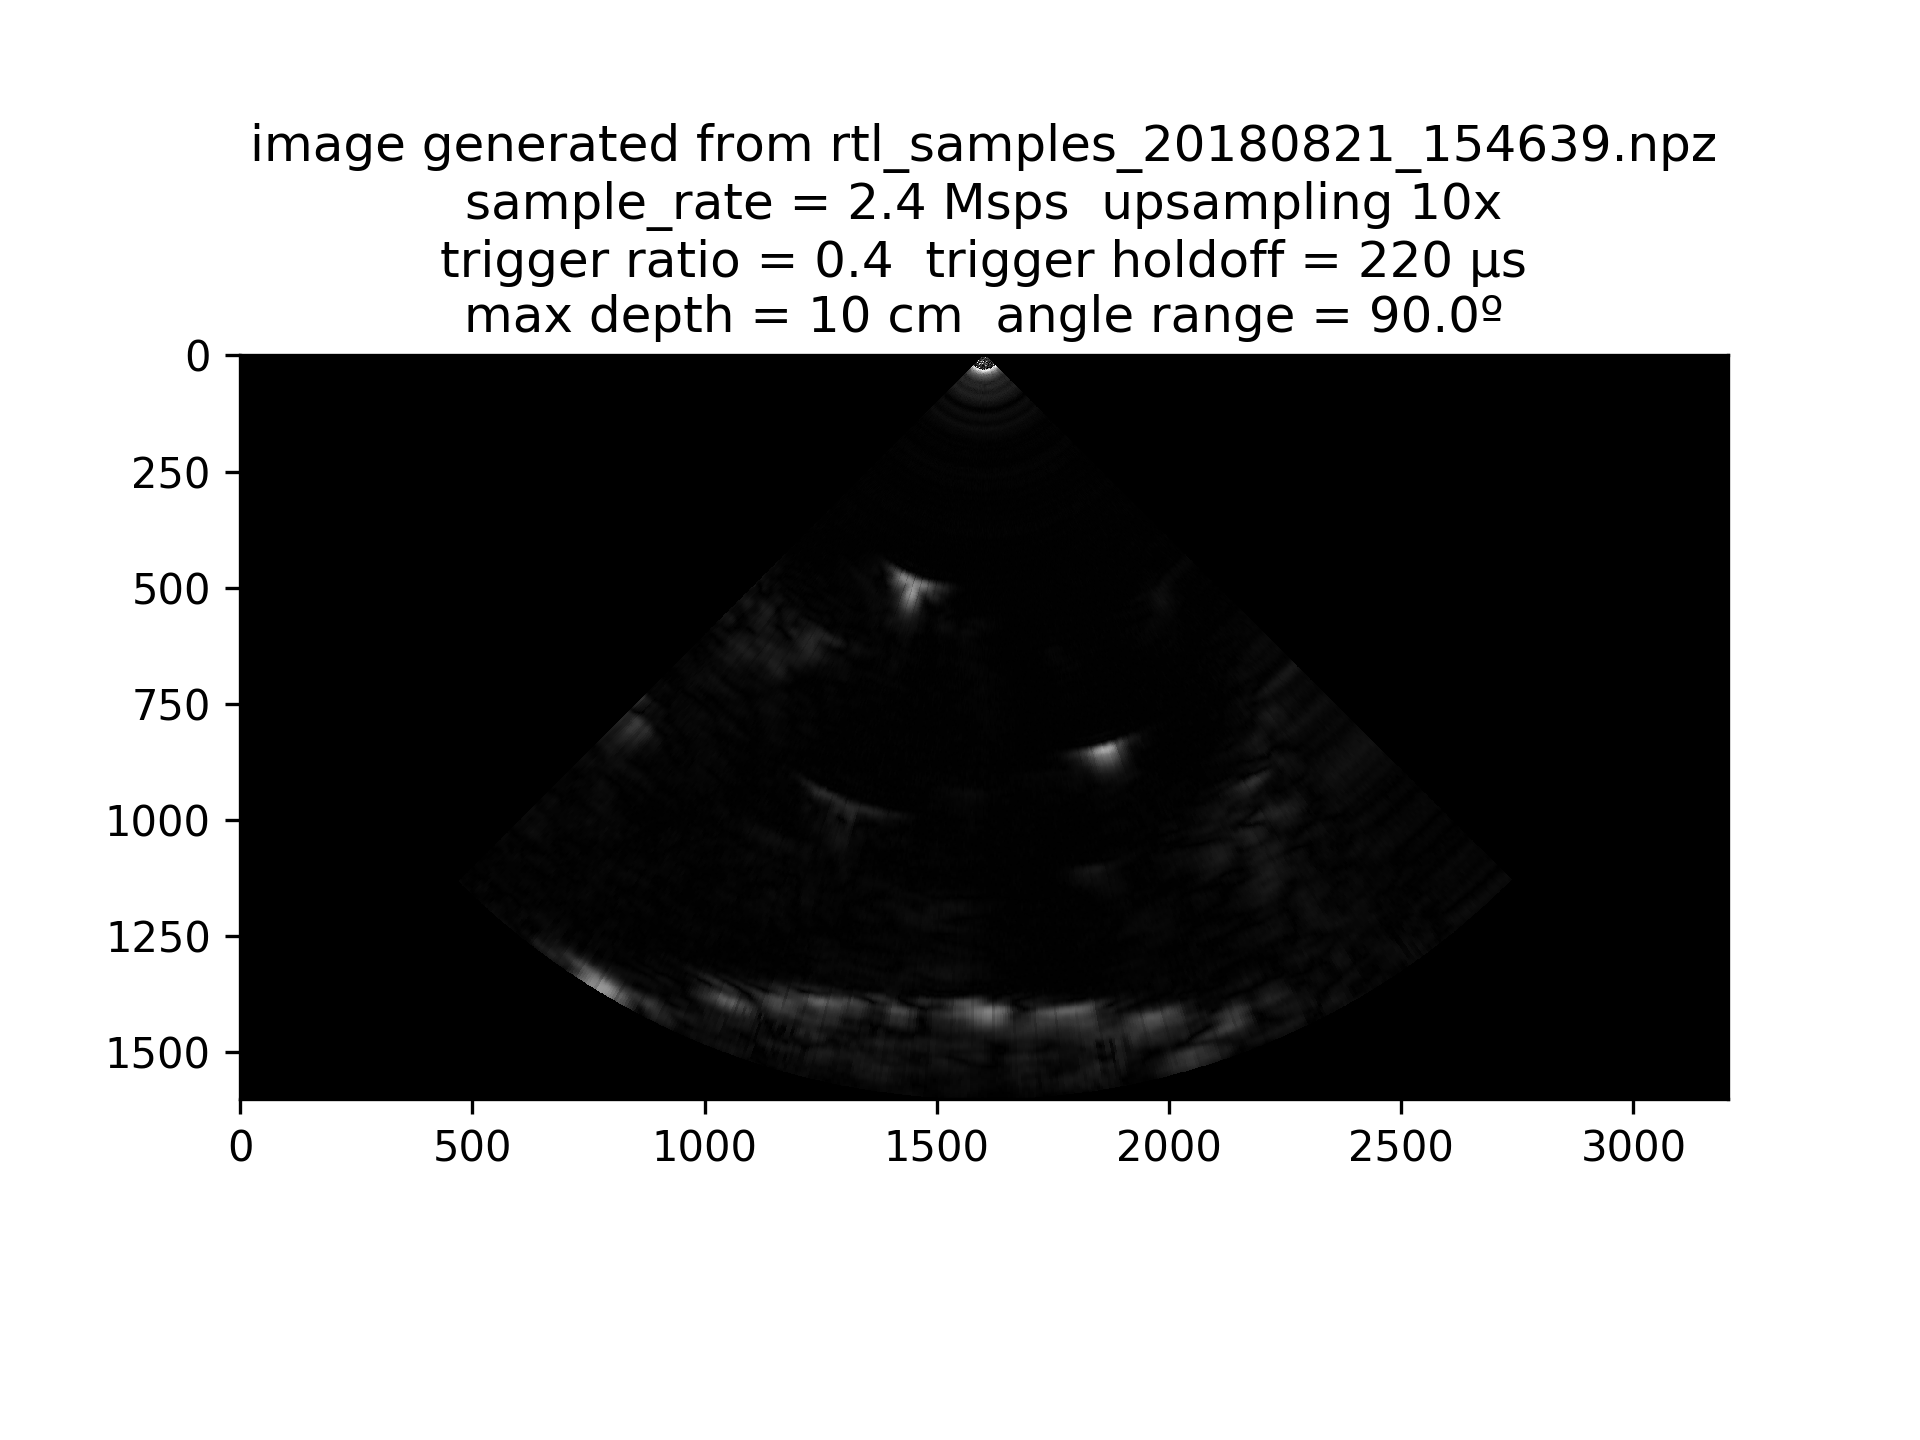 image generated from rtl_samples_20180821_154639.npz
sample_rate = 2.4 Msps  upsampling 10x
trigger ratio = 0.4  trigger holdoff = 220 µs
max depth = 10 cm  angle range = 90.0º
0
250
500
750
1000
1250
1500
0 500 1000 1500 2000 2500 3000